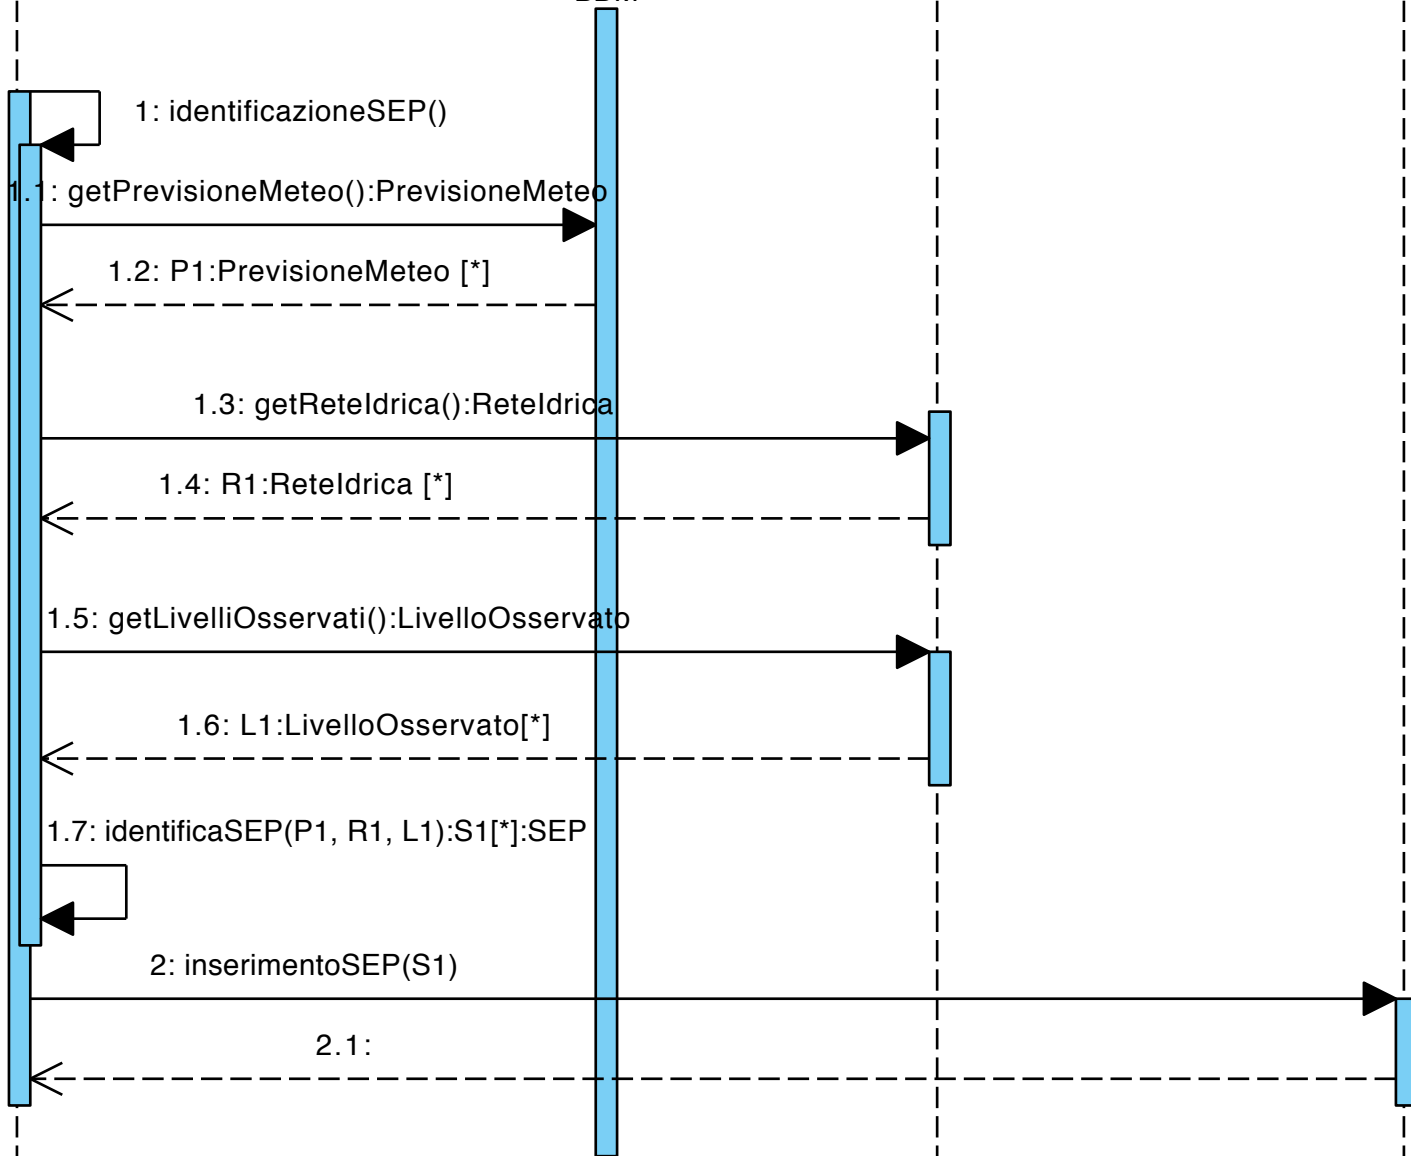 1: identificazioneSEP()
1.1: getPrevisioneMeteo():PrevisioneMeteo
1.2: P1:PrevisioneMeteo [*]
1.3: getReteIdrica():ReteIdrica
1.4: R1:ReteIdrica [*]
1.5: getLivelliOsservati():LivelloOsservato
1.6: L1:LivelloOsservato[*]
1.7: identificaSEP(P1, R1, L1):S1[*]:SEP
2: inserimentoSEP(S1)
2.1: